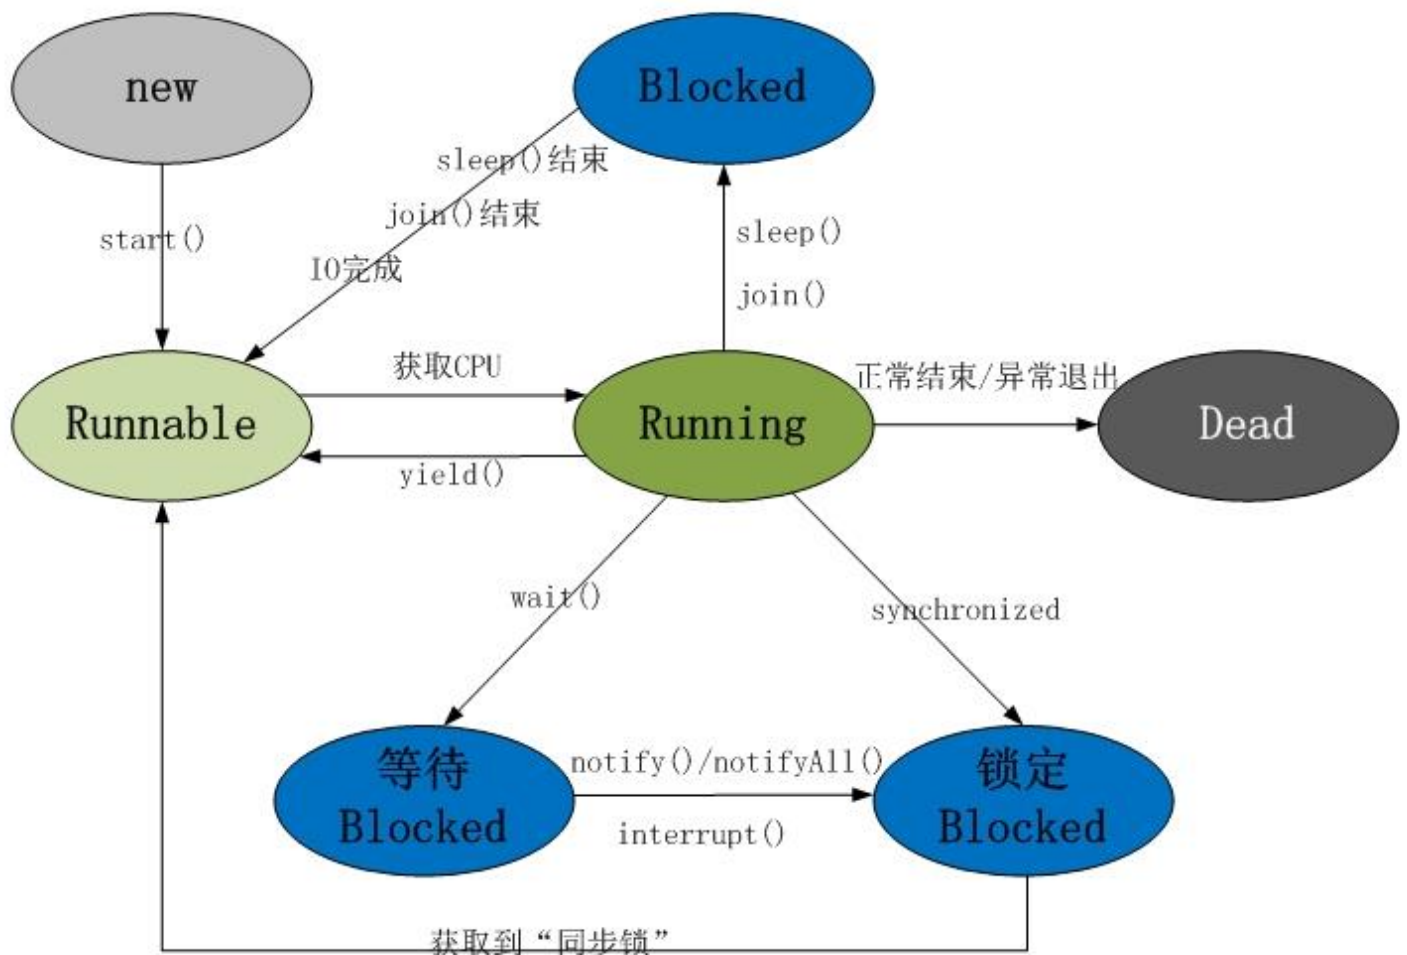 new
Blocked
sleep()结束
join()结束
start()
sleep()
IO完成
join()
获取CPU
正常结束/异常退出
Runnable
Running
Dead
yield()
wait()
synchronized
等待
Blocked
notify()/notifyAll()
interrupt()
锁定
Blocked
获取到“同步锁”